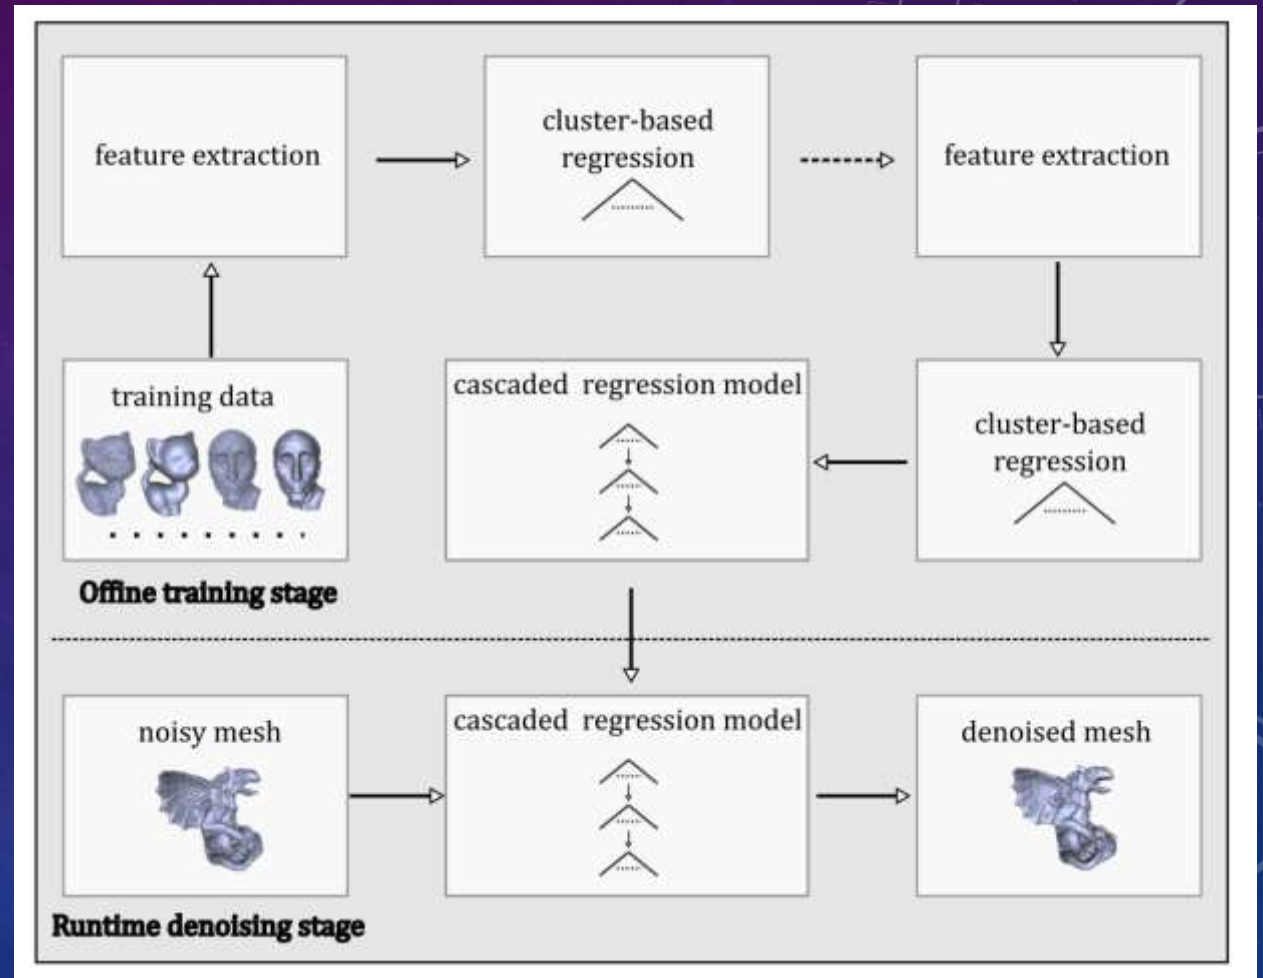 feature extraction
cluster-based
regression
feature extraction
training data
cascaded regression model
cluster-based
regression
Offine training stage
noisy mesh
cascaded regression model
denoised mesh
Runtime denoising stage